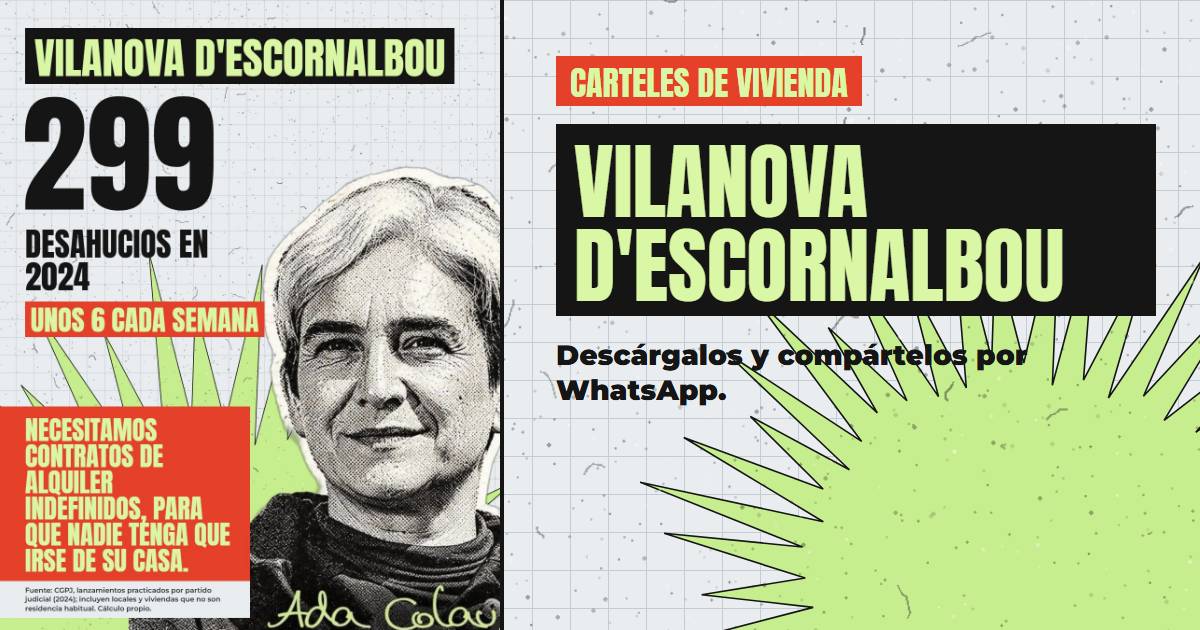 VILANOVA D'ESCORNALBOU
299
DESAHUCIOS EN
2024
UNOS 6 CADA SEMANA
NECESITAMOS
CONTRATOS DE
ALQUILER
INDEFINIDOS, PARA
QUE NADIE TENGA QUE
IRSE DE SU CASA.
Fuente: CGPJ, lanzamientos practicados por partido
judicial (2024); incluyen locales y viviendas que no son
residencia habitual. Cálculo propio.
Ada Colau
CARTELES DE VIVIENDA
VILANOVA
D'ESCORNALBOU
Descárgalos y compártelos por
WhatsApp.